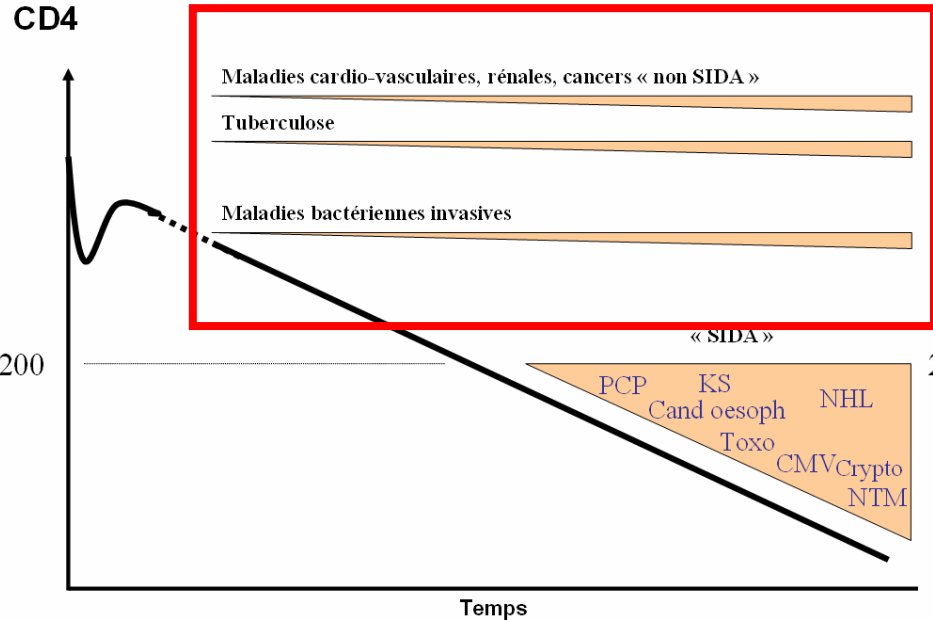 CD4
Maladies cardio-vasculaires, rénales, cancers « non SIDA »
Tuberculose
Maladies bactériennes invasives
« SIDA »
200
2
PCP
KS
NHL
Cand oesoph
Toxo
CMV
Crypto
NTM
Temps